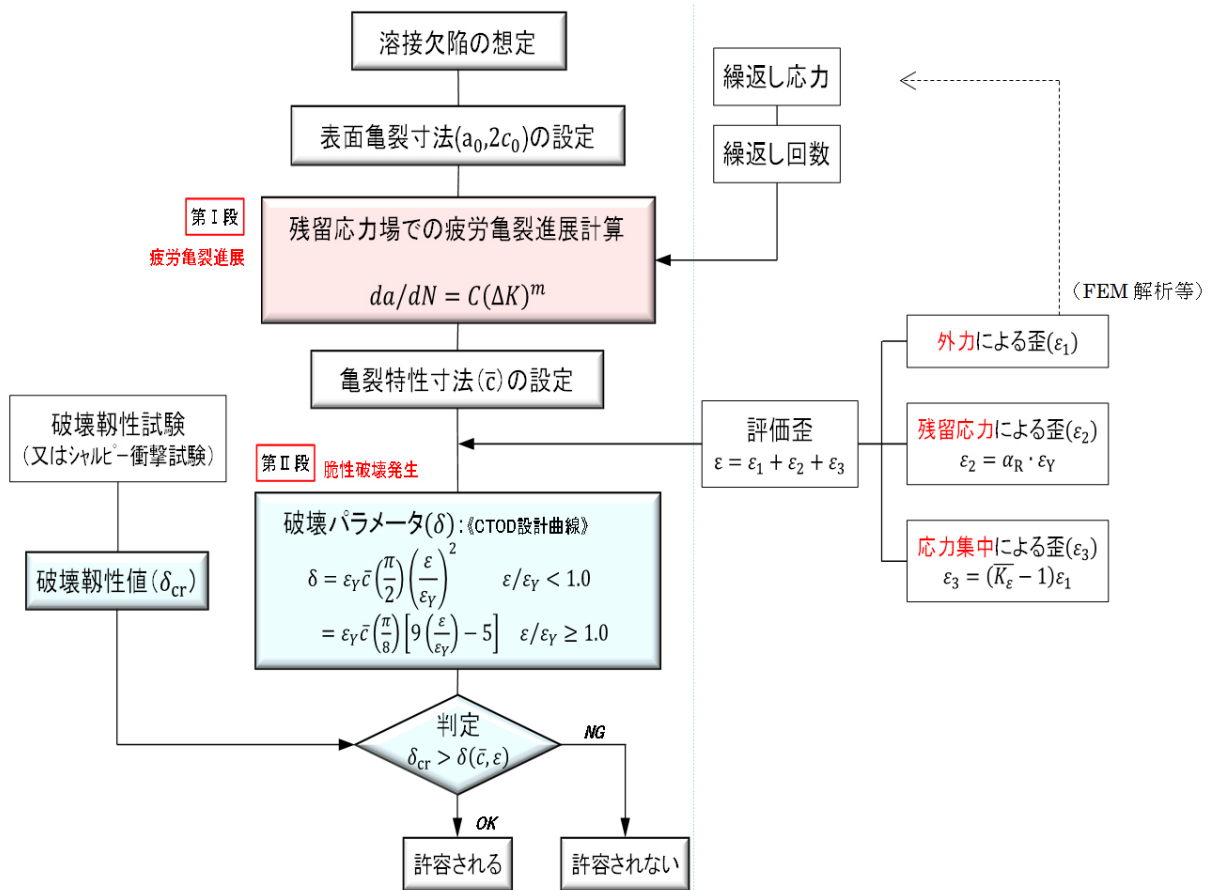 溶接欠陥の想定
表面亀裂寸法(a₀,2c₀)の設定
第Ⅰ段
疲労亀裂進展
残留応力場での疲労亀裂進展計算
da/dN = C(ΔK)^m
繰返し応力
繰返し回数
亀裂特性寸法(c̄)の設定
(FEM 解析等)
外力による歪(ε₁)
評価歪
ε = ε₁ + ε₂ + ε₃
残留応力による歪(ε₂)
ε₂ = α_R · ε_Y
応力集中による歪(ε₃)
ε₃ = (K̅_ε̅ − 1)ε₁
破壊靱性試験
(又はシャルピー衝撃試験)
破壊靱性値(δ_cr)
第Ⅱ段
脆性破壊発生
破壊パラメータ(δ):《CTOD設計曲線》
δ = ε_Y c̄ (π/2) (ε/ε_Y)² ε/ε_Y < 1.0
= ε_Y c̄ (π/8) [9 (ε/ε_Y) − 5] ε/ε_Y ≥ 1.0
判定
δ_cr > δ(c̄, ε)
NG
OK
許容される
許容されない